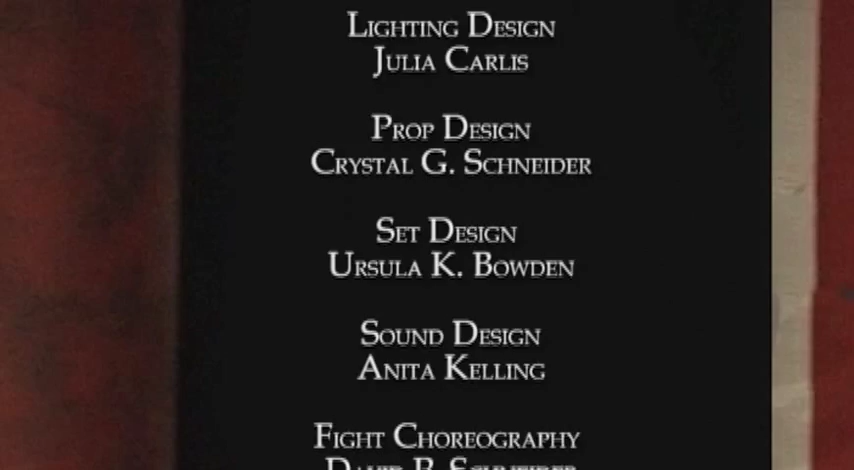 Lighting Design
Julia Carlis
Prop Design
Crystal G. Schneider
Set Design
Ursula K. Bowden
Sound Design
Anita Kelling
Fight Choreography